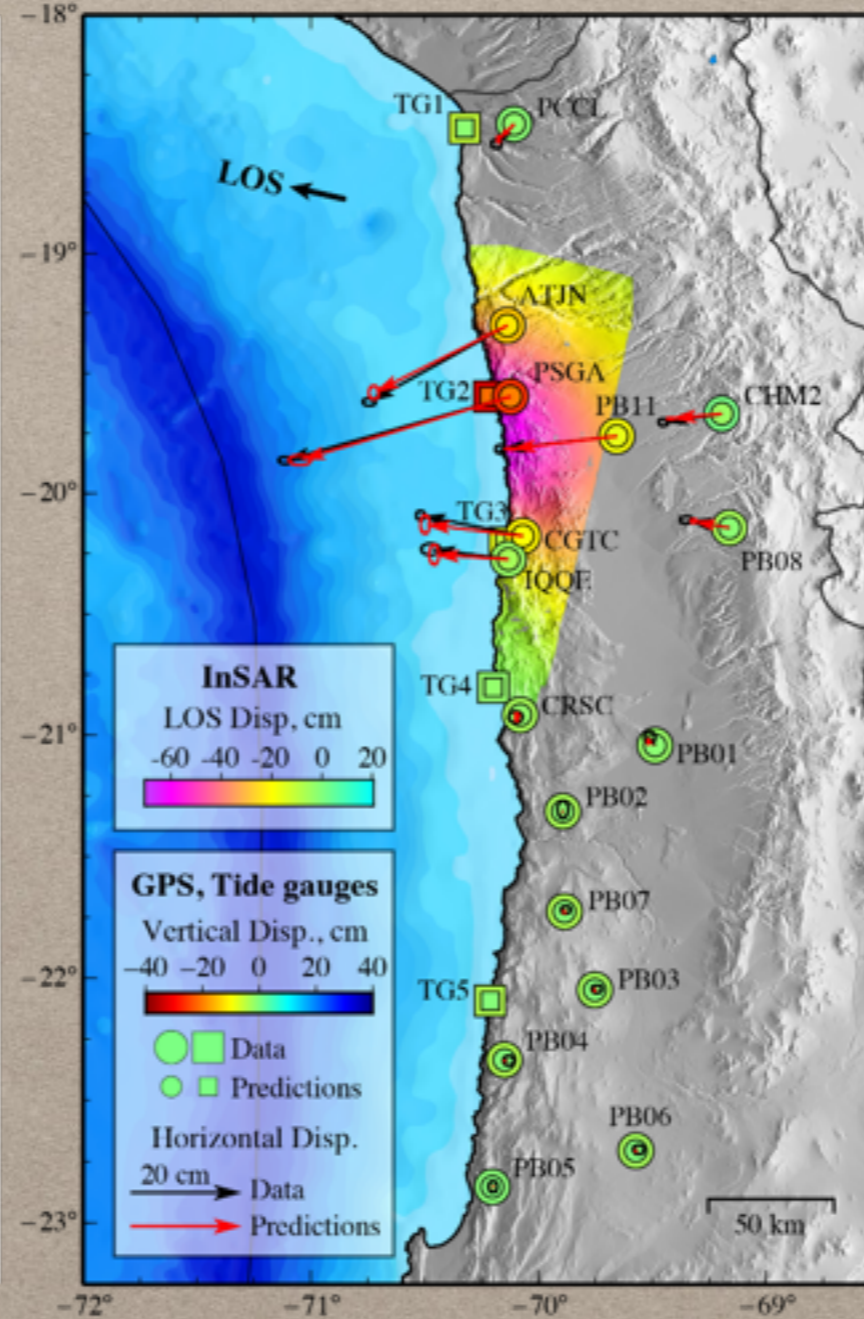 −18°
TG1
PCCL
LOS
−19°
ATJN
TG2
PSGA
PB11
CHM2
−20°
TG3
CGTC
PB08
IQQE
TG4
CRSC
−21°
PB01
PB02
PB07
−22°
TG5
PB03
PB04
PB06
PB05
−23°
50 km
InSAR
LOS Disp, cm
-60 -40 -20 0 20
GPS, Tide gauges
Vertical Disp., cm
−40 −20 0 20 40
Data
Predictions
Horizontal Disp.
20 cm
Data
Predictions
−72° −71° −70° −69°